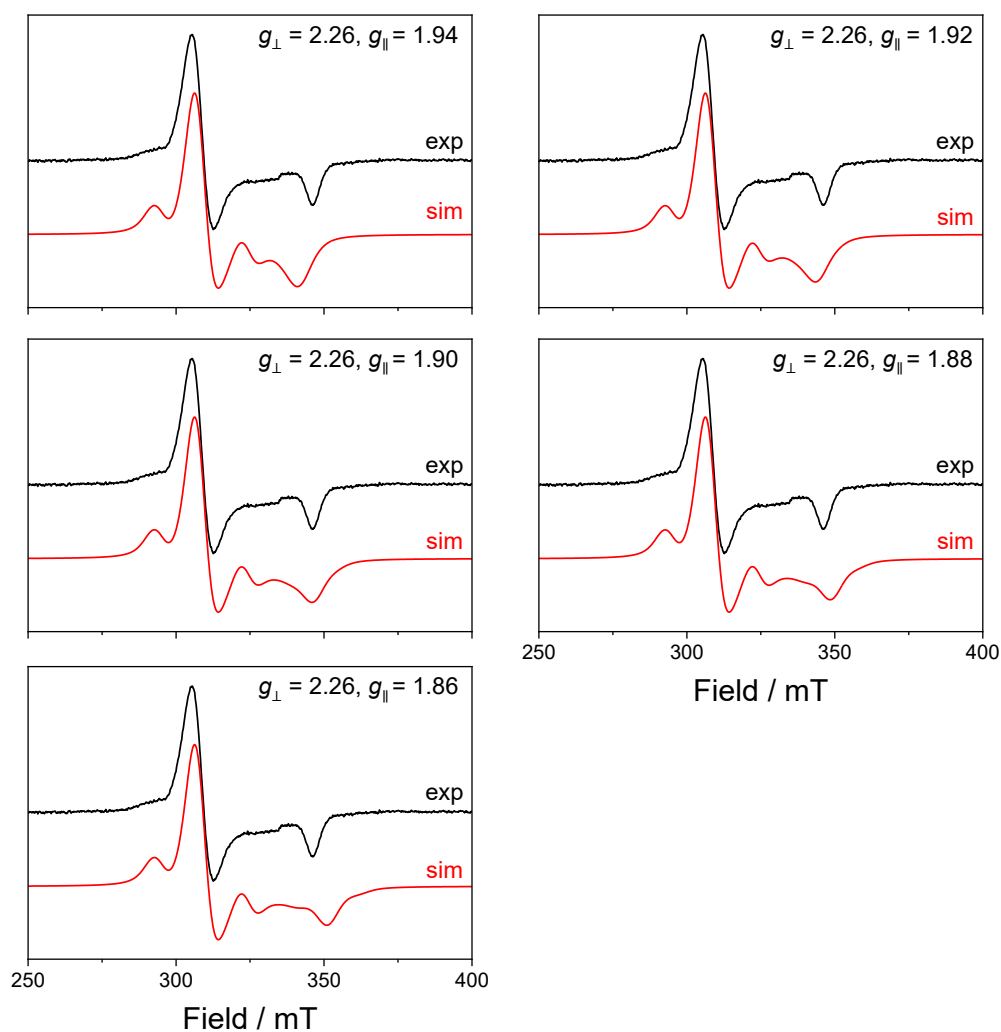 g⊥ = 2.26, g∥ = 1.94
exp
sim
g⊥ = 2.26, g∥ = 1.92
exp
sim
g⊥ = 2.26, g∥ = 1.90
exp
sim
g⊥ = 2.26, g∥ = 1.88
exp
sim
250 300 350 400
Field / mT
g⊥ = 2.26, g∥ = 1.86
exp
sim
250 300 350 400
Field / mT